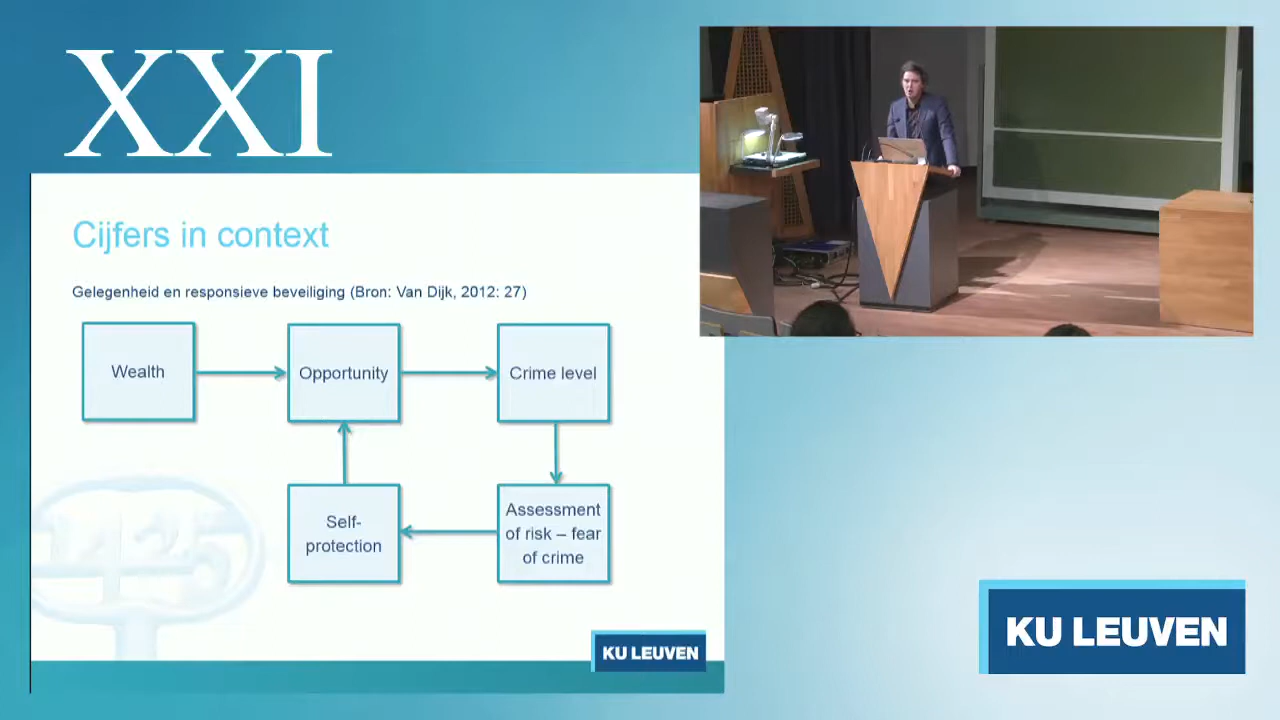 XXI
Cijfers in context
Gelegenheid en responsieve beveiliging (Bron: Van Dijk, 2012: 27)
Wealth
Opportunity
Crime level
Self-
protection
Assessment
of risk – fear
of crime
1425
KU LEUVEN
KU LEUVEN